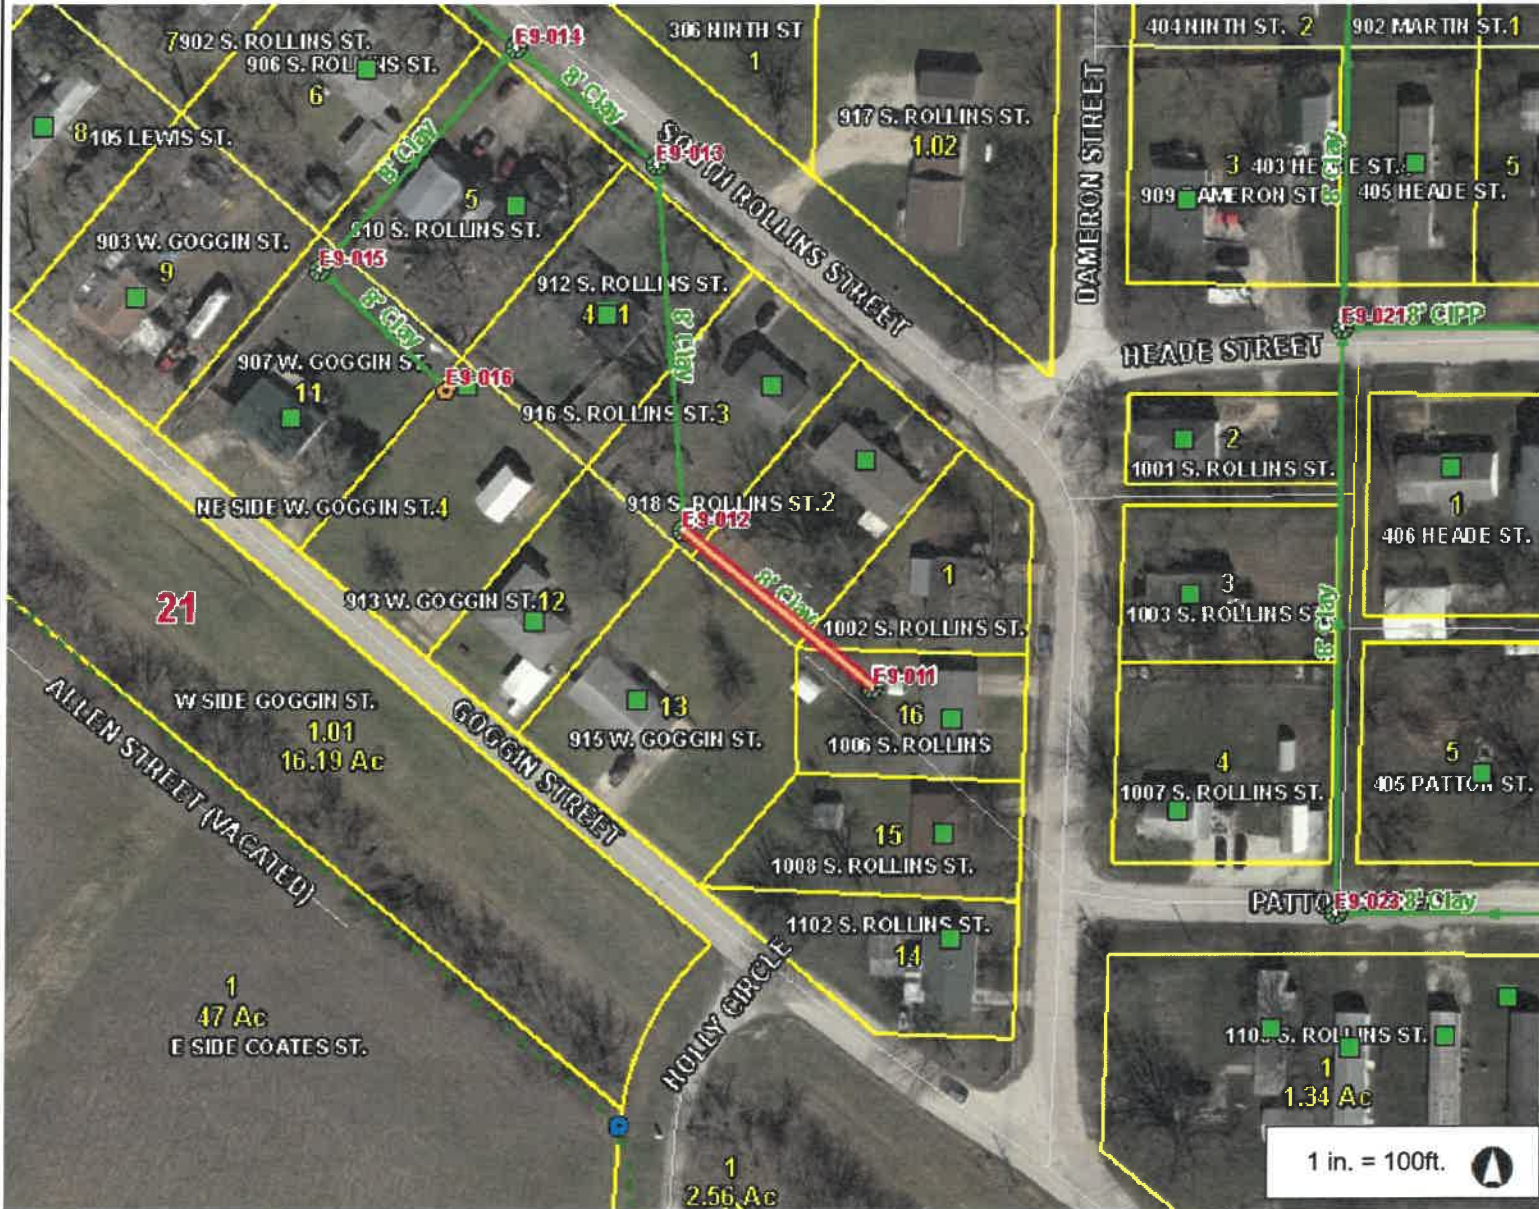 7
902 S. ROLLINS ST.
906 S. ROLLINS ST.
6
E9-014
306 NINTH ST
1
404 NINTH ST. 2
902 MARTIN ST. 1
8' Clay
8 105 LEWIS ST.
8' Clay
E9-013
SOUTH ROLLINS STREET
917 S. ROLLINS ST.
1.02
DAMERON STREET
3
403 HEADE ST.
8' Clay
5
909 DAMERON ST
405 HEADE ST.
5
910 S. ROLLINS ST.
903 W. GOGGIN ST.
9
E9-015
912 S. ROLLINS ST.
4 1
8' Clay
8' Clay
E9-021
8' CIPP
HEADE STREET
907 W. GOGGIN ST.
11
E9-016
916 S. ROLLINS ST. 3
2
1001 S. ROLLINS ST.
1
406 HEADE ST.
NE SIDE W. GOGGIN ST. 4
918 S. ROLLINS ST. 2
E9-012
8' Clay
1
1002 S. ROLLINS ST.
3
1003 S. ROLLINS ST
8' Clay
21
913 W. GOGGIN ST. 12
E9-011
W SIDE GOGGIN ST.
1.01
16.19 Ac
ALLEN STREET (VACATED)
GOGGIN STREET
13
915 W. GOGGIN ST.
16
1006 S. ROLLINS
4
1007 S. ROLLINS ST.
5
405 PATTON ST.
15
1008 S. ROLLINS ST.
PATTO
E9-023
8' Clay
1102 S. ROLLINS ST.
14
HOLLY CIRCLE
1
47 Ac
E SIDE COATES ST.
1
1.34 Ac
1
2.56 Ac
1 in. = 100ft.